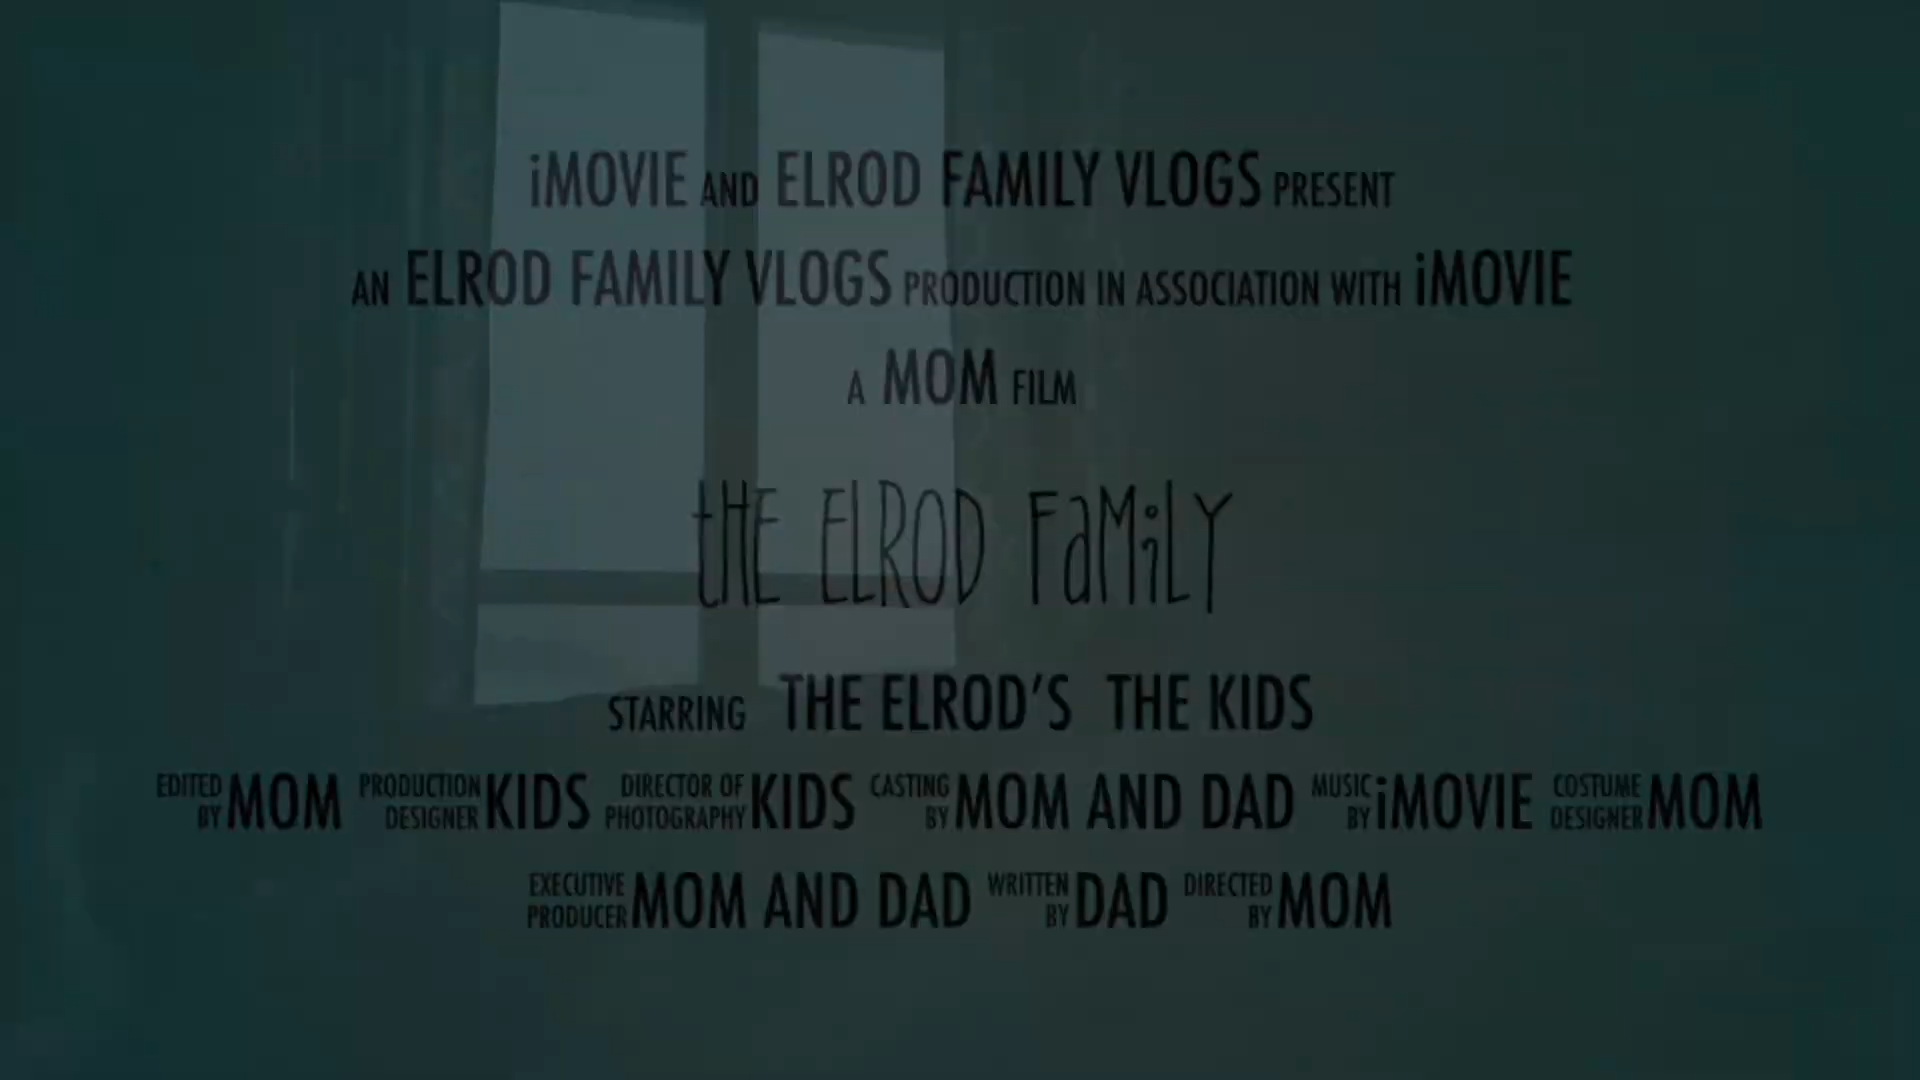 iMOVIE AND ELROD FAMILY VLOGS PRESENT
AN ELROD FAMILY VLOGS PRODUCTION IN ASSOCIATION WITH iMOVIE
A MOM FILM
tHE ELROD FaMiLY
STARRING THE ELROD'S THE KIDS
EDITED BY MOM PRODUCTION DESIGNER KIDS DIRECTOR OF PHOTOGRAPHY KIDS CASTING BY MOM AND DAD MUSIC BY iMOVIE COSTUME DESIGNER MOM
EXECUTIVE PRODUCER MOM AND DAD WRITTEN BY DAD DIRECTED BY MOM